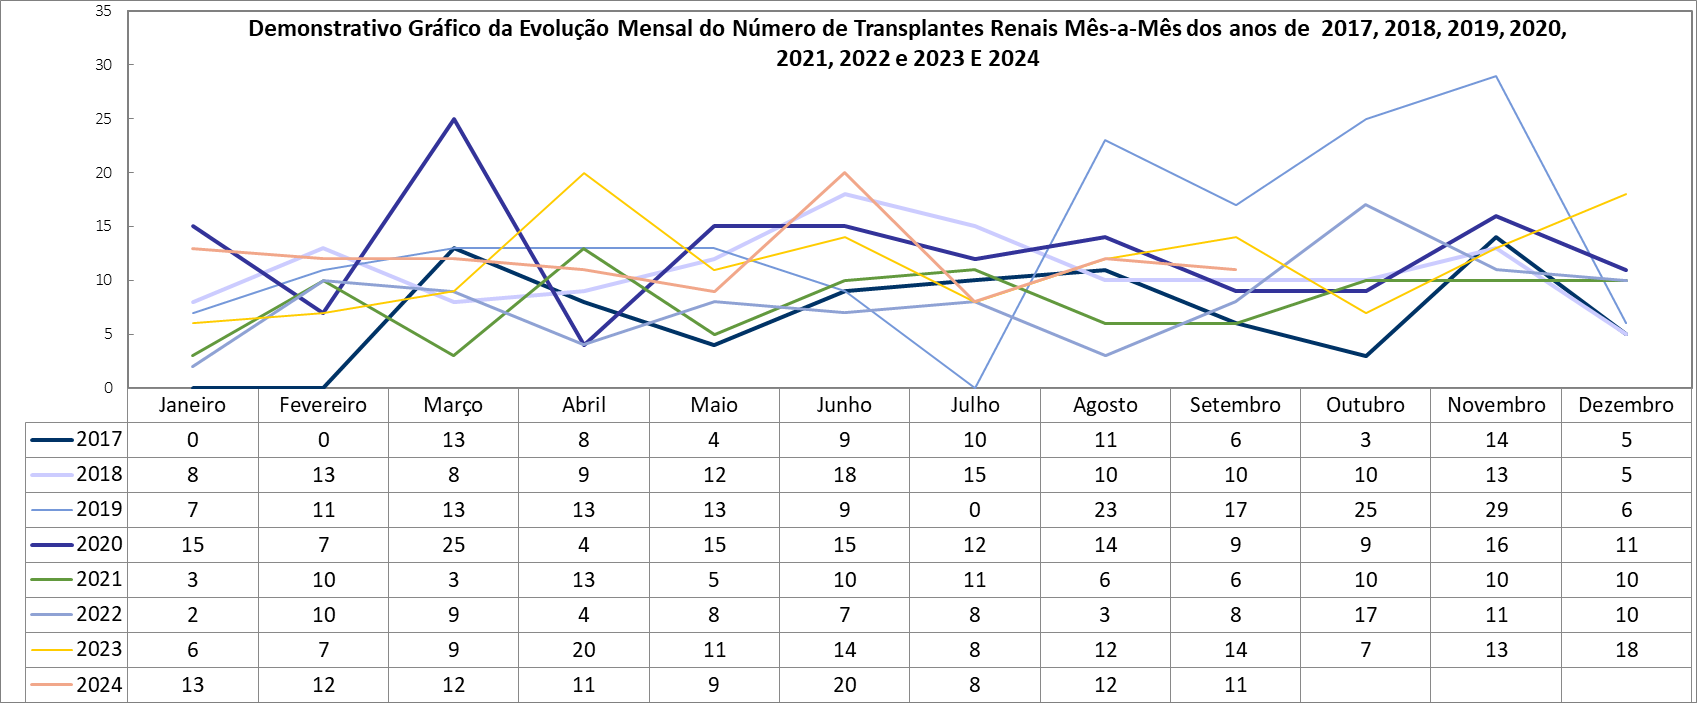 Demonstrativo Gráfico da Evolução Mensal do Número de Transplantes Renais Mês-a-Mês dos anos de 2017, 2018, 2019, 2020,
2021, 2022 e 2023 E 2024
35
30
25
20
15
10
5
0
Janeiro Fevereiro Março Abril Maio Junho Julho Agosto Setembro Outubro Novembro Dezembro
2017 0 0 13 8 4 9 10 11 6 3 14 5
2018 8 13 8 9 12 18 15 10 10 10 13 5
2019 7 11 13 13 13 9 0 23 17 25 29 6
2020 15 7 25 4 15 15 12 14 9 9 16 11
2021 3 10 3 13 5 10 11 6 6 10 10 10
2022 2 10 9 4 8 7 8 3 8 17 11 10
2023 6 7 9 20 11 14 8 12 14 7 13 18
2024 13 12 12 11 9 20 8 12 11